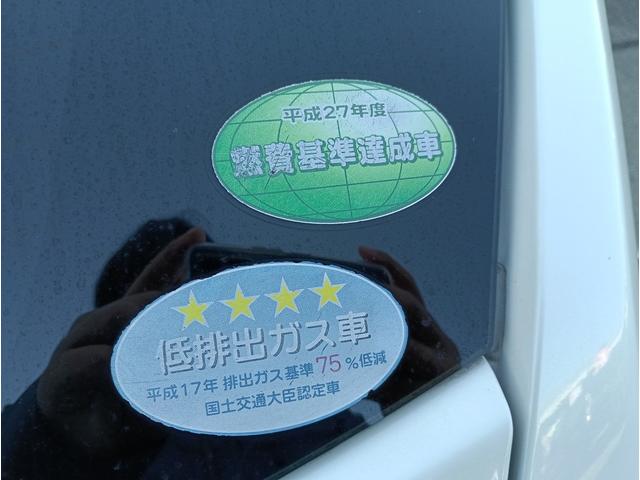 平成27年度
燃費基準達成車
低排出ガス車
平成17年 排出ガス基準75%低減
国土交通大臣認定車